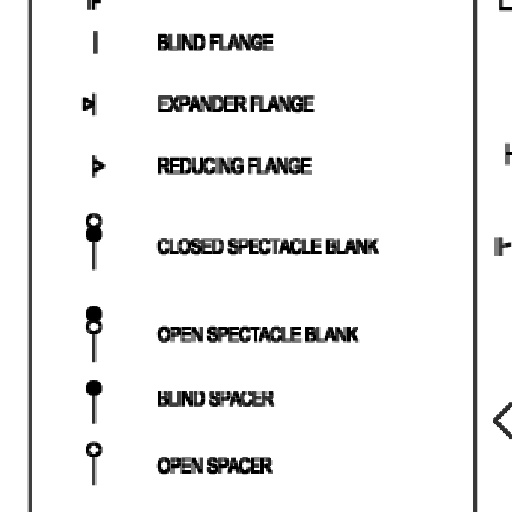 BLIND FLANGE
EXPANDER FLANGE
REDUCING FLANGE
CLOSED SPECTACLE BLANK
OPEN SPECTACLE BLANK
BLIND SPACER
OPEN SPACER